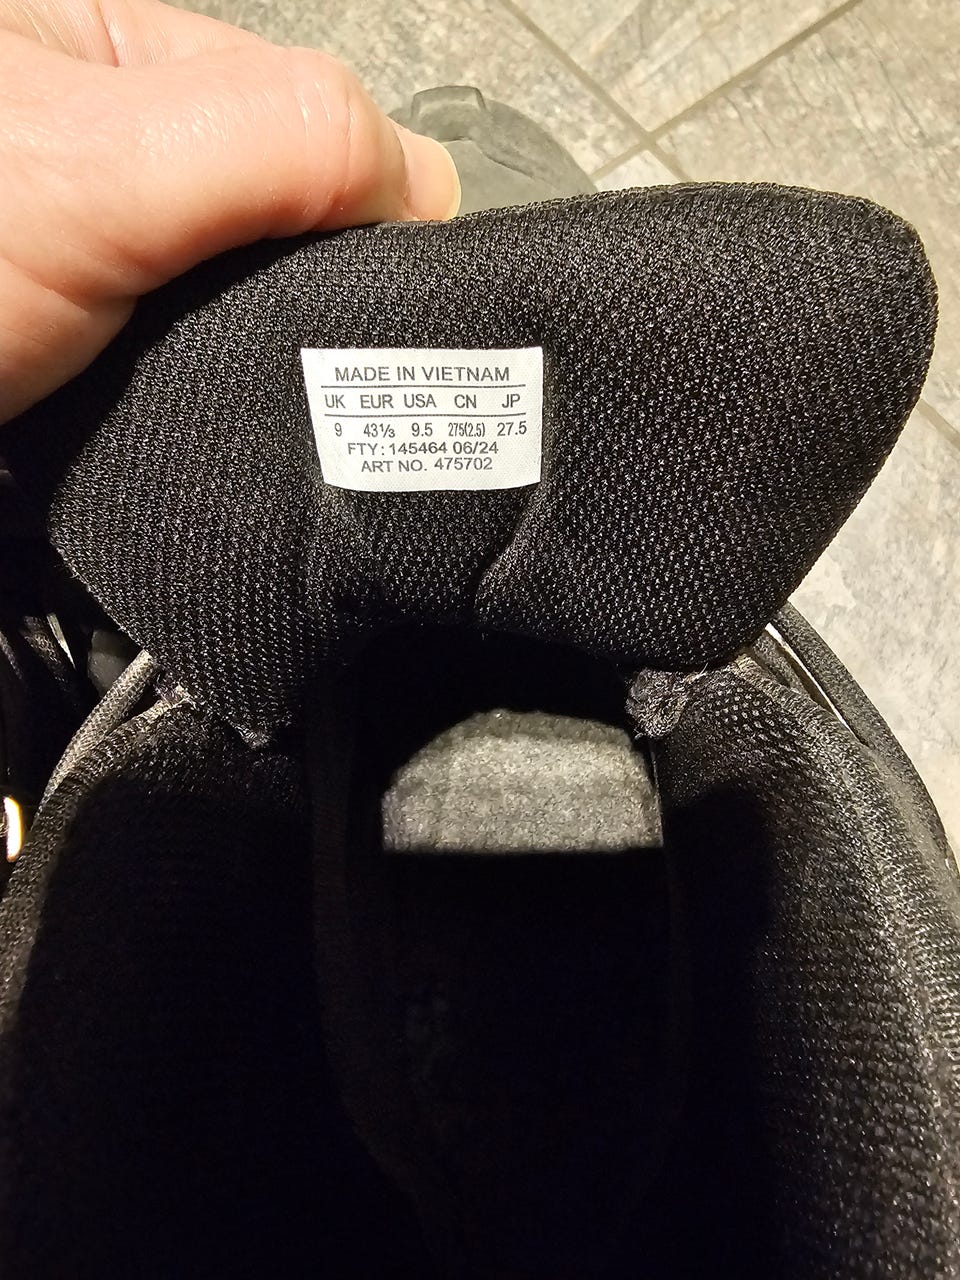 MADE IN VIETNAM
UK EUR USA CN JP
9 43⅓ 9.5 275(2.5) 27.5
FTY: 145464 06/24
ART NO. 475702